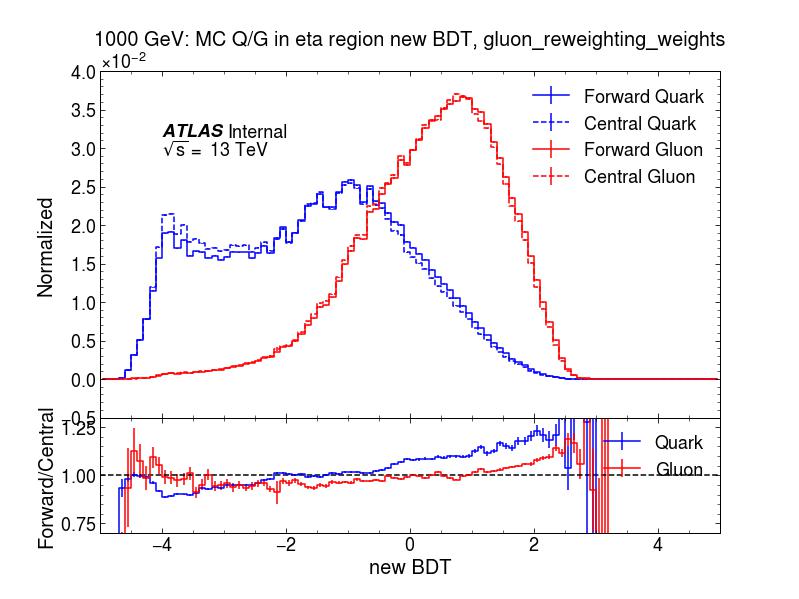 1000 GeV: MC Q/G in eta region new BDT, gluon_reweighting_weights
×10⁻²
4.0
3.5
3.0
2.5
2.0
1.5
1.0
0.5
0.0
Normalized
ATLAS Internal
√s = 13 TeV
Forward Quark
Central Quark
Forward Gluon
Central Gluon
0.5
1.25
1.00
0.75
Forward/Central
Quark
Gluon
−4
−2
0
2
4
new BDT